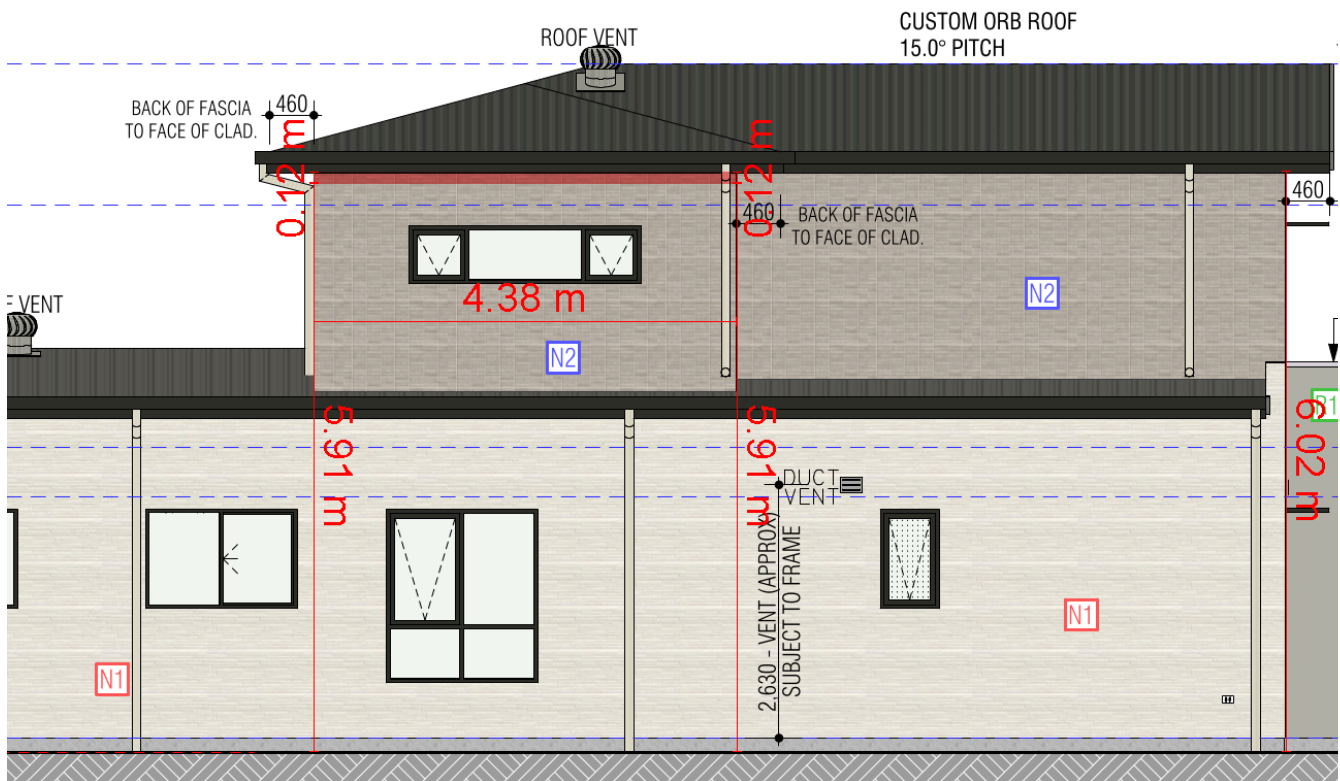 CUSTOM ORB ROOF
15.0° PITCH
ROOF VENT
BACK OF FASCIA
TO FACE OF CLAD.
460
0.12 m
0.12 m
460
460
BACK OF FASCIA
TO FACE OF CLAD.
4.38 m
N2
N2
F VENT
5.91 m
5.91 m
6.02 m
DUCT
VENT
2,630 - VENT (APPROX)
SUBJECT TO FRAME
N1
N1